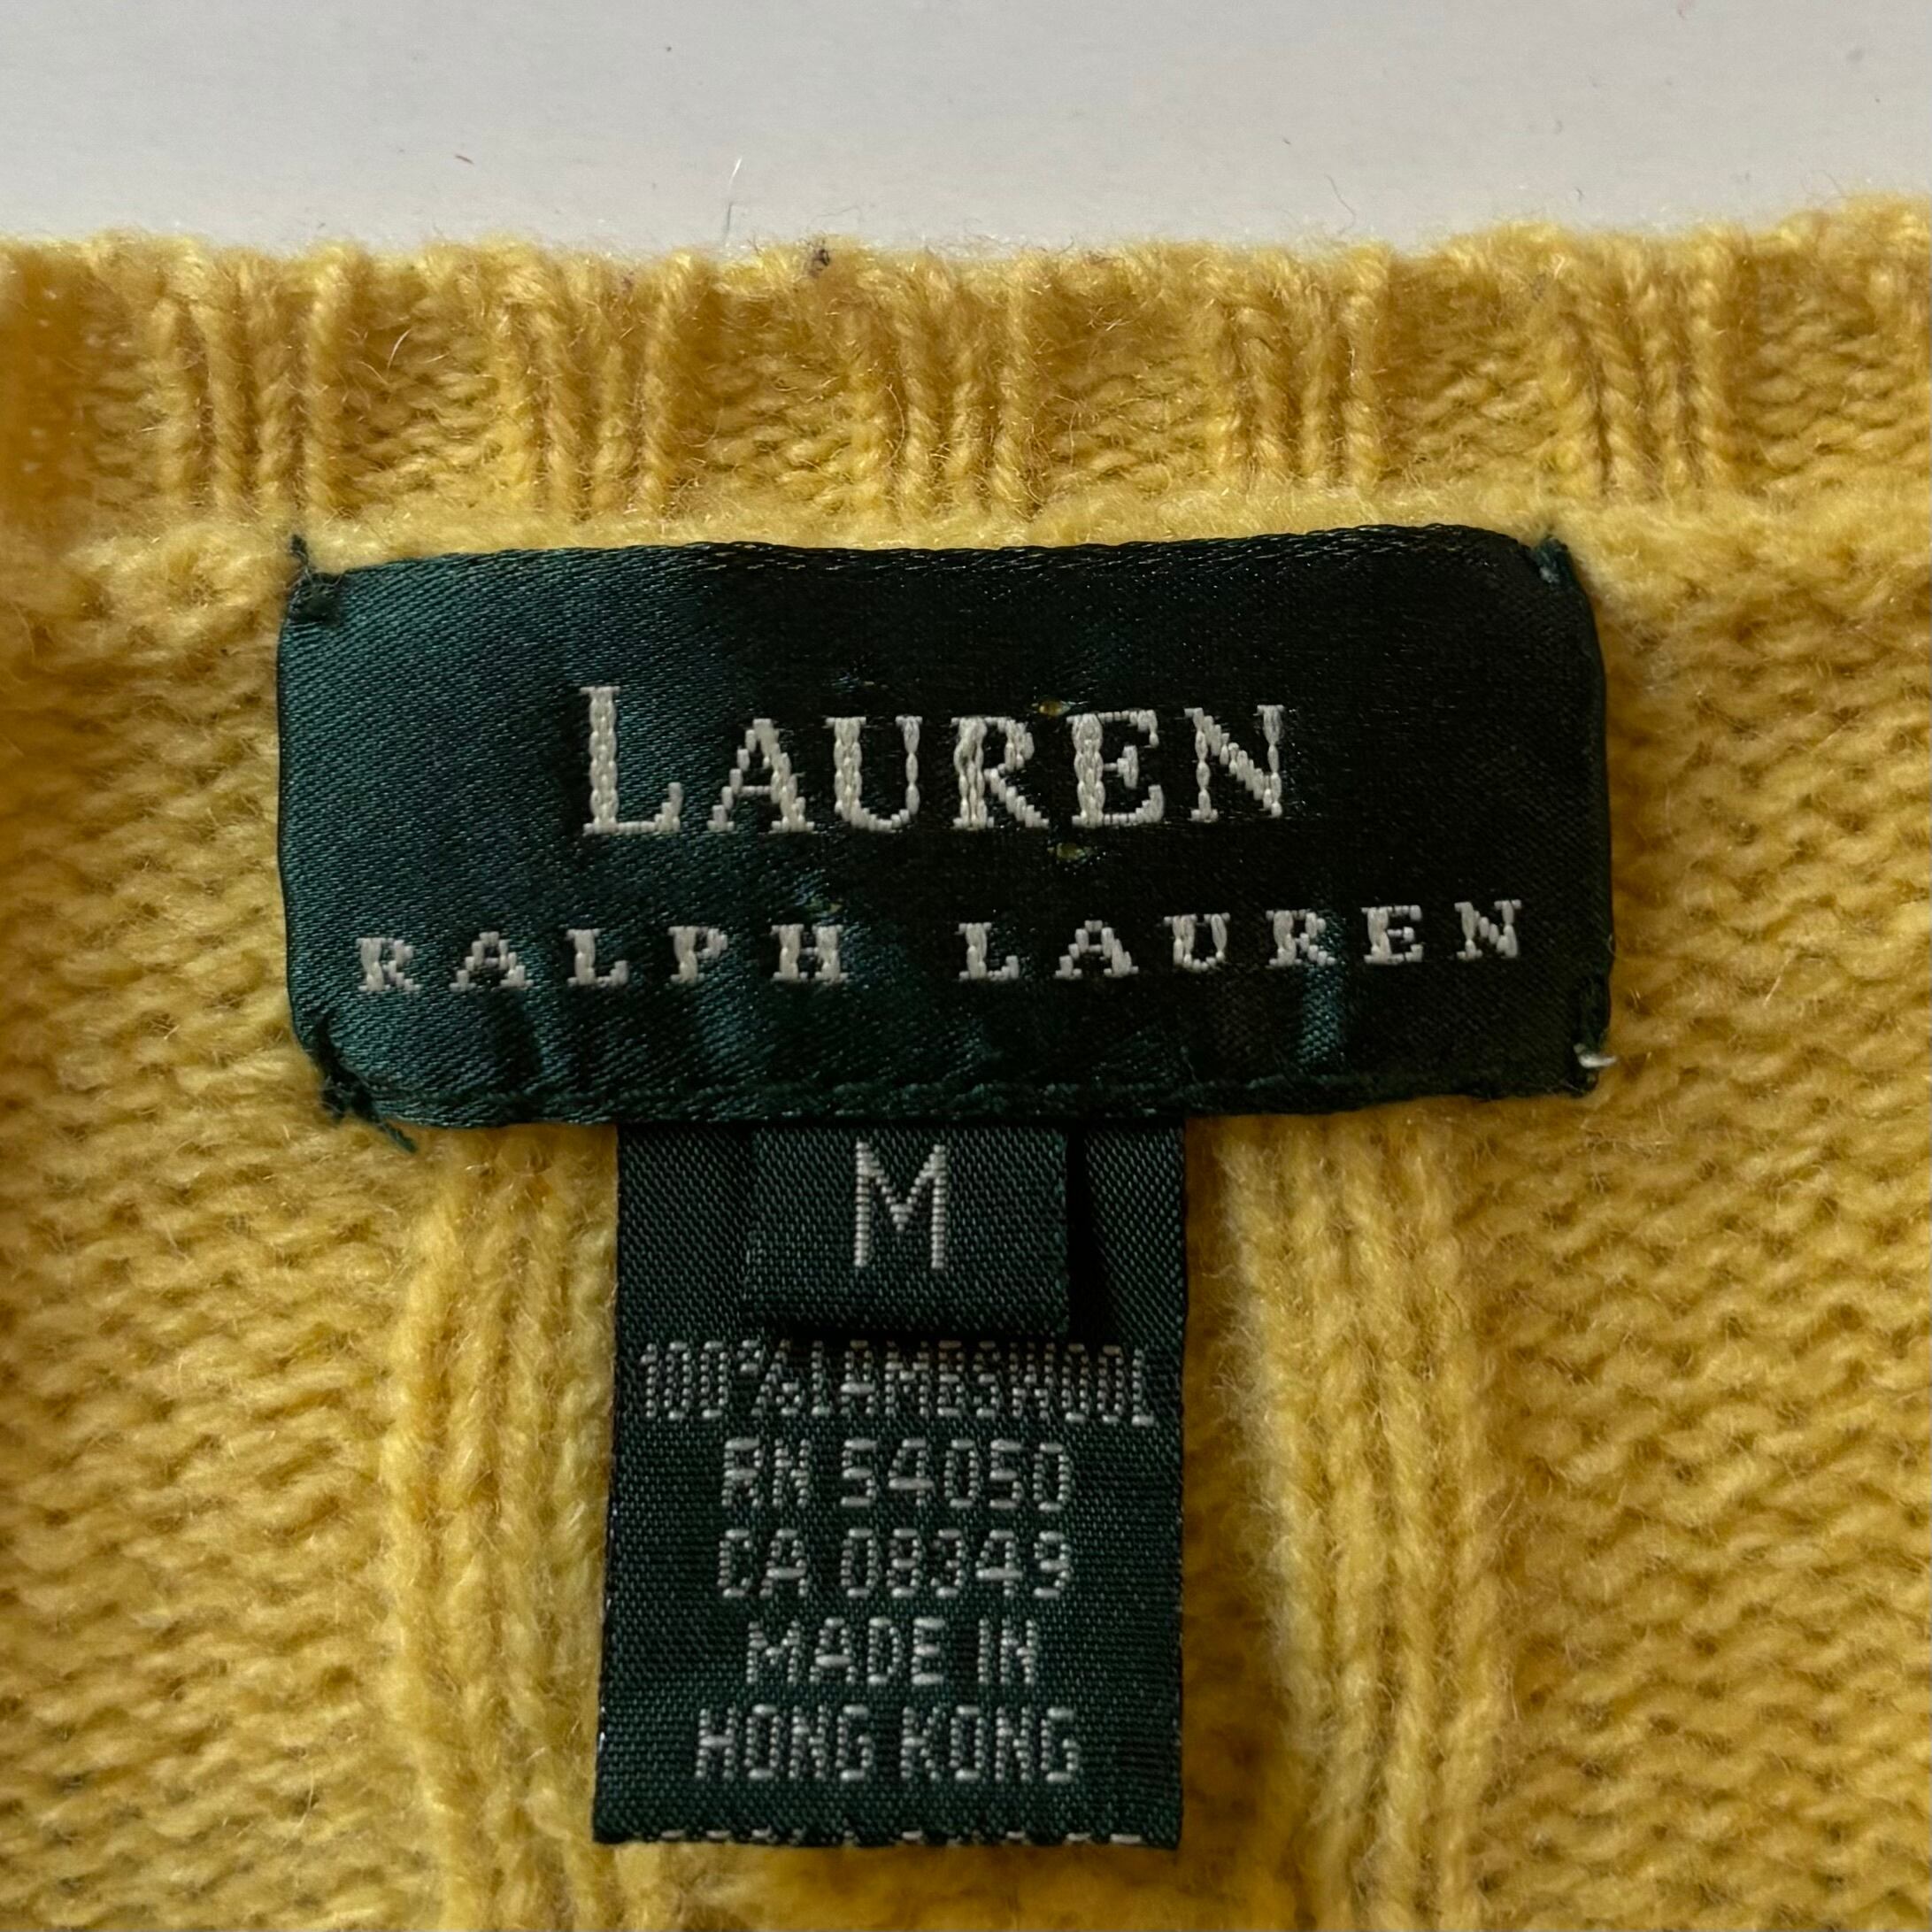 LAUREN
RALPH LAUREN
M
100% LAMBSWOOL
RN 54050
CA 08349
MADE IN
HONG KONG